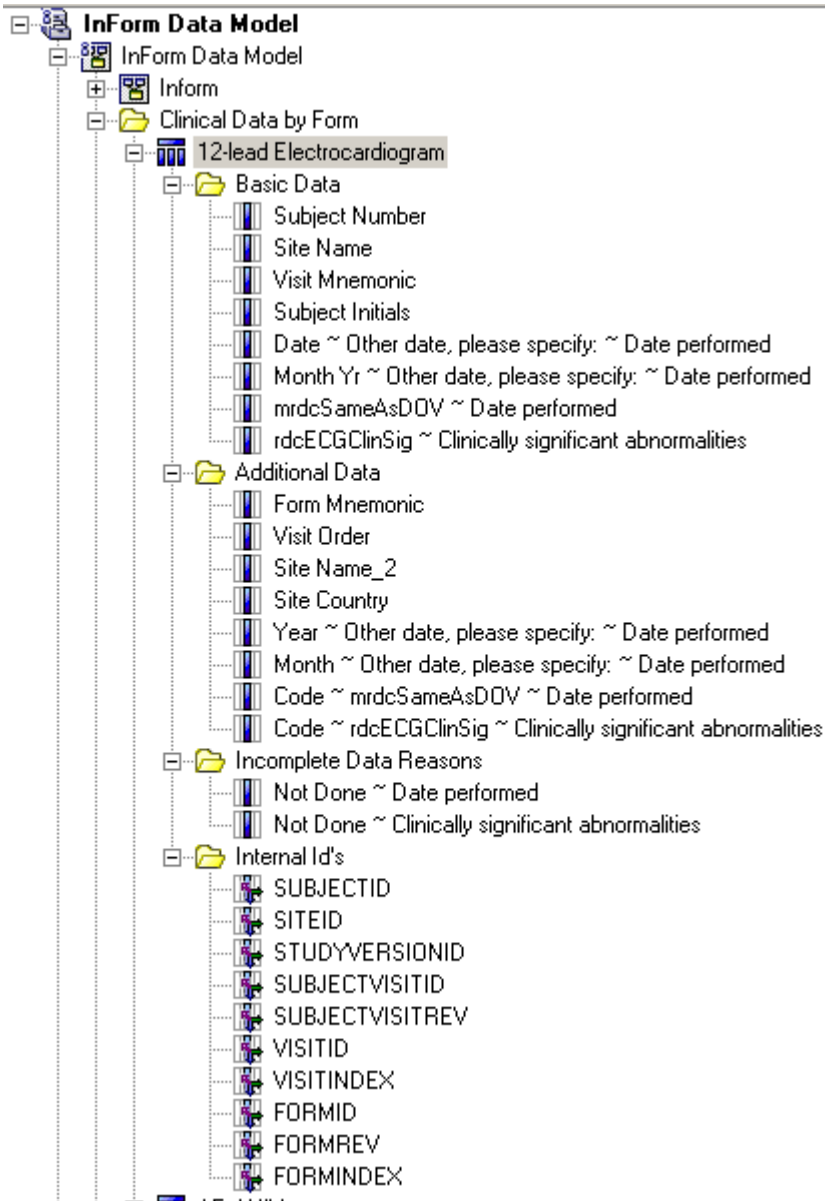 InForm Data Model
InForm Data Model
Inform
Clinical Data by Form
12-lead Electrocardiogram
Basic Data
Subject Number
Site Name
Visit Mnemonic
Subject Initials
Date ~ Other date, please specify: ~ Date performed
Month Yr ~ Other date, please specify: ~ Date performed
mrdcSameAsDOV ~ Date performed
rdcECGClinSig ~ Clinically significant abnormalities
Additional Data
Form Mnemonic
Visit Order
Site Name_2
Site Country
Year ~ Other date, please specify: ~ Date performed
Month ~ Other date, please specify: ~ Date performed
Code ~ mrdcSameAsDOV ~ Date performed
Code ~ rdcECGClinSig ~ Clinically significant abnormalities
Incomplete Data Reasons
Not Done ~ Date performed
Not Done ~ Clinically significant abnormalities
Internal Id's
SUBJECTID
SITEID
STUDYVERSIONID
SUBJECTVISITID
SUBJECTVISITREV
VISITID
VISITINDEX
FORMID
FORMREV
FORMINDEX